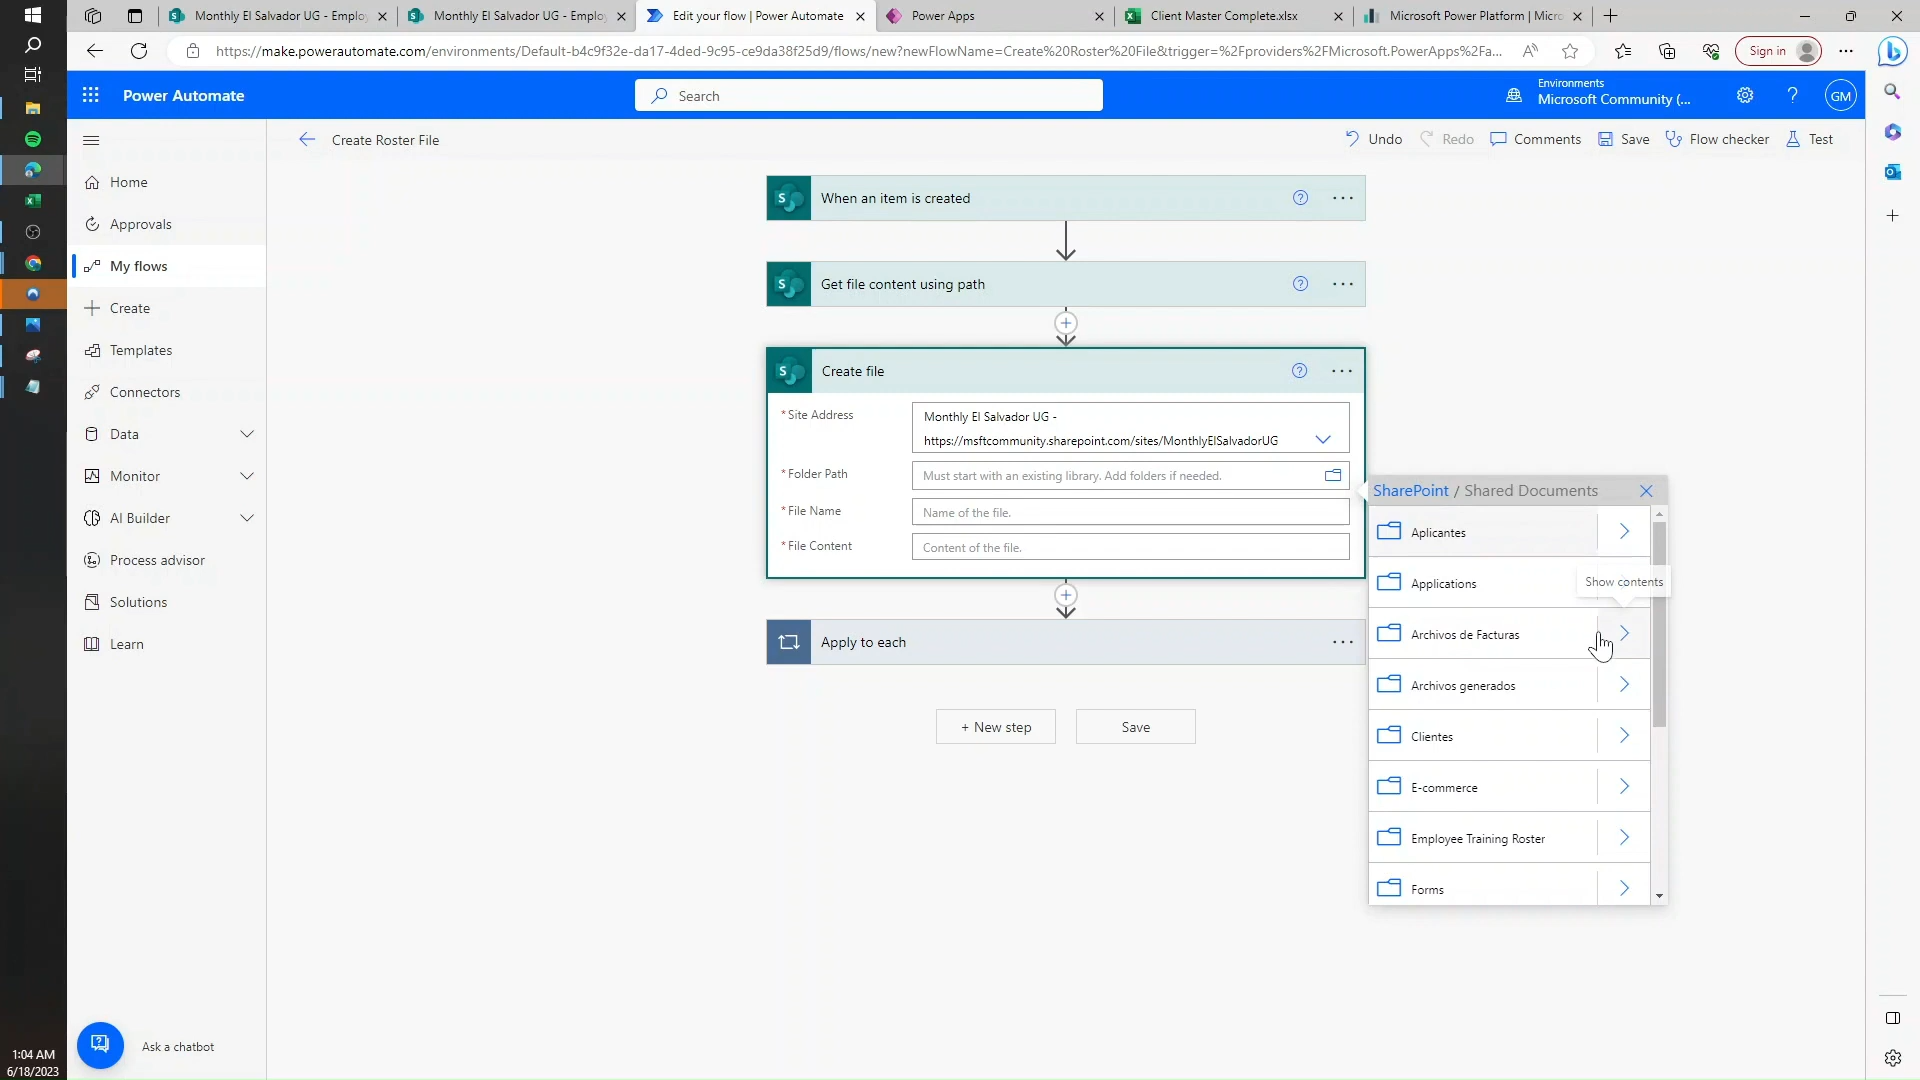 Monthly El Salvador UG - Emplo
Monthly El Salvador UG - Emplo
Edit your flow | Power Automate
Power Apps
Client Master Complete.xlsx
Microsoft Power Platform | Micr
https://make.powerautomate.com/environments/Default-b4c9f32e-da17-4ded-9c95-ce9da38f25d9/flows/new?newFlowName=Create%20Roster%20File&trigger=%2Fproviders%2FMicrosoft.PowerApps%2Fa...
Sign in
Power Automate
Search
Environments
Microsoft Community (...
GM
Create Roster File
Undo
Redo
Comments
Save
Flow checker
Test
Home
Approvals
My flows
Create
Templates
Connectors
Data
Monitor
AI Builder
Process advisor
Solutions
Learn
When an item is created
Get file content using path
Create file
* Site Address
Monthly El Salvador UG -
https://msftcommunity.sharepoint.com/sites/MonthlyElSalvadorUG
* Folder Path
Must start with an existing library. Add folders if needed.
* File Name
Name of the file.
* File Content
Content of the file.
Apply to each
+ New step
Save
SharePoint / Shared Documents
Aplicantes
Applications
Show contents
Archivos de Facturas
Archivos generados
Clientes
E-commerce
Employee Training Roster
Forms
Ask a chatbot
1:04 AM
6/18/2023